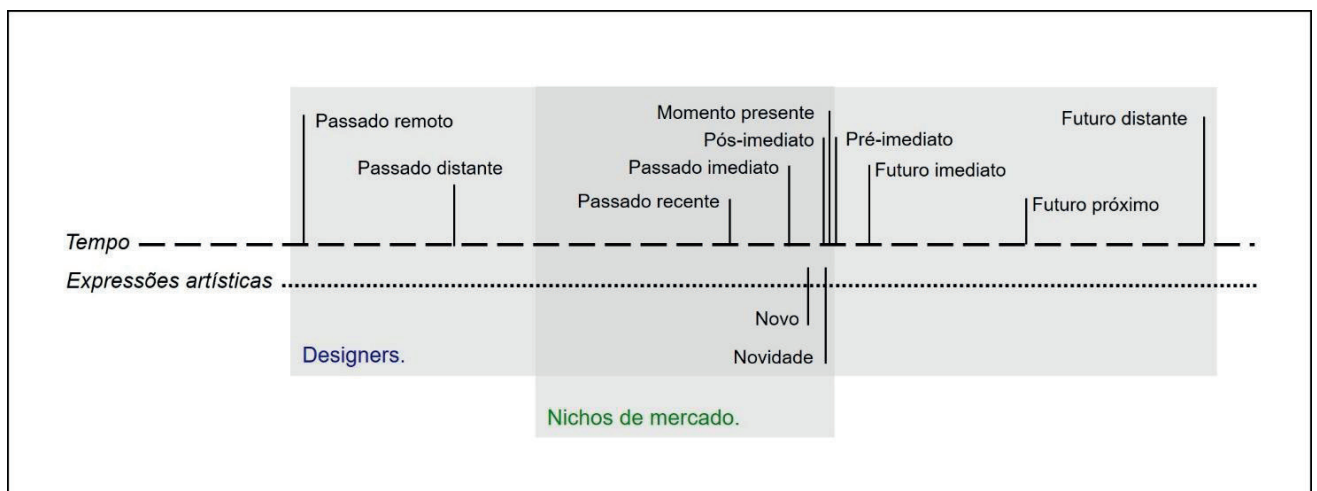 Momento presente
Futuro distante
Passado remoto
Pós-imediato
Pré-imediato
Passado distante
Passado imediato
Futuro imediato
Passado recente
Futuro próximo
Tempo
Expressões artísticas
Novo
Designers.
Novidade
Nichos de mercado.